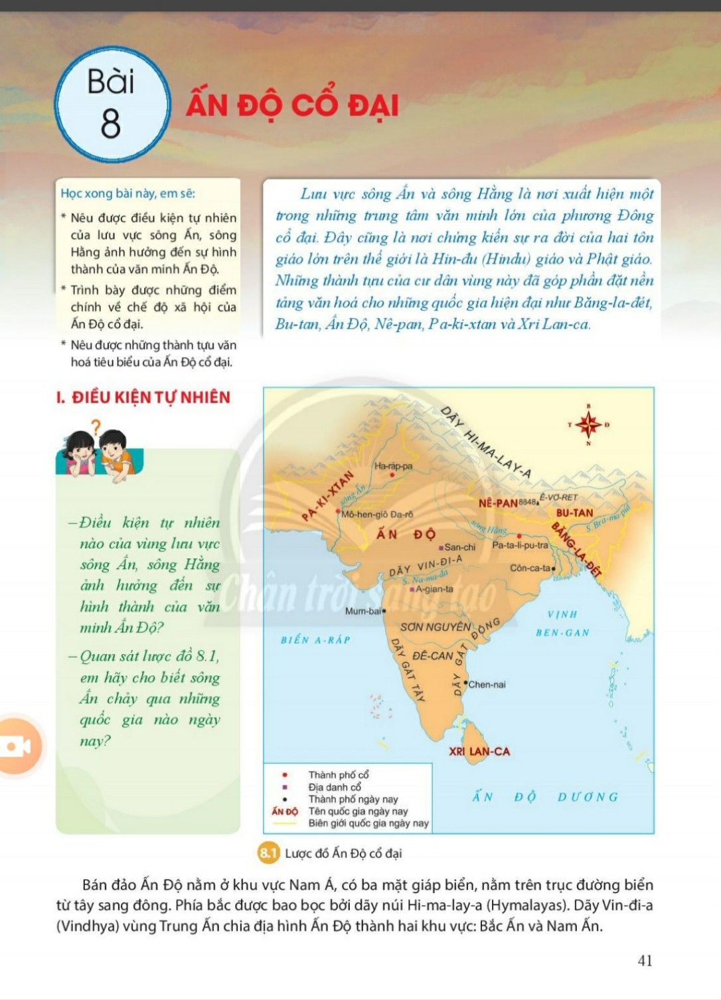 Bài
8
ẤN ĐỘ CỔ ĐẠI
Học xong bài này, em sẽ:
* Nêu được điều kiện tự nhiên
của lưu vực sông Ấn, sông
Hằng ảnh hưởng đến sự hình
thành của văn minh Ấn Độ.
* Trình bày được những điểm
chính về chế độ xã hội của
Ấn Độ cổ đại.
* Nêu được những thành tựu văn
hoá tiêu biểu của Ấn Độ cổ đại.
Lưu vực sông Ấn và sông Hằng là nơi xuất hiện một
trong những trung tâm văn minh lớn của phương Đông
cổ đại. Đây cũng là nơi chứng kiến sự ra đời của hai tôn
giáo lớn trên thế giới là Hin-đu (Hindu) giáo và Phật giáo.
Những thành tựu của cư dân vùng này đã góp phần đặt nền
tảng văn hoá cho những quốc gia hiện đại như Băng-la-đét,
Bu-tan, Ấn Độ, Nê-pan, Pa-ki-xtan và Xri Lan-ca.
I. ĐIỀU KIỆN TỰ NHIÊN
?
– Điều kiện tự nhiên
nào của vùng lưu vực
sông Ấn, sông Hằng
ảnh hưởng đến sự
hình thành của văn
minh Ấn Độ?
– Quan sát lược đồ 8.1,
em hãy cho biết sông
Ấn chảy qua những
quốc gia nào ngày
nay?
DÃY HI-MA-LAY-A
B
T
Đ
N
Ha-ráp-pa
PA-KI-XTAN
sông Ấn
Mô-hen-giô Đa-rô
NÊ-PAN
8848
Ê-VƠ-RET
BU-TAN
S. Bra-ma-pút
BĂNG-LA-ĐÉT
sông Hằng
ẤN ĐỘ
San-chi
Pa-ta-li-pu-tra
DÃY VIN-ĐI-A
S. Na-ma-đa
Côn-ca-ta
A-gian-ta
Chân trời sáng tạo
Mum-bai
VỊNH
BEN-GAN
BIỂN A-RÁP
SƠN NGUYÊN
ĐÊ-CAN
DÃY GÁT ĐÔNG
DÃY GÁT TÂY
Chen-nai
XRI LAN-CA
ẤN ĐỘ DƯƠNG
Thành phố cổ
Địa danh cổ
Thành phố ngày nay
ẤN ĐỘ Tên quốc gia ngày nay
Biên giới quốc gia ngày nay
8.1 Lược đồ Ấn Độ cổ đại
Bán đảo Ấn Độ nằm ở khu vực Nam Á, có ba mặt giáp biển, nằm trên trục đường biển
từ tây sang đông. Phía bắc được bao bọc bởi dãy núi Hi-ma-lay-a (Hymalayas). Dãy Vin-đi-a
(Vindhya) vùng Trung Ấn chia địa hình Ấn Độ thành hai khu vực: Bắc Ấn và Nam Ấn.
41